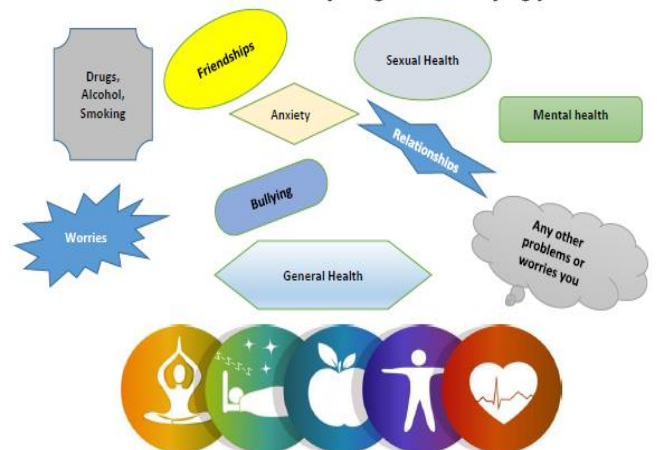 Friendships
Sexual Health
Drugs,
Alcohol,
Smoking
Anxiety
Mental health
Relationships
Bullying
Worries
Any other
problems or
worries you
General Health